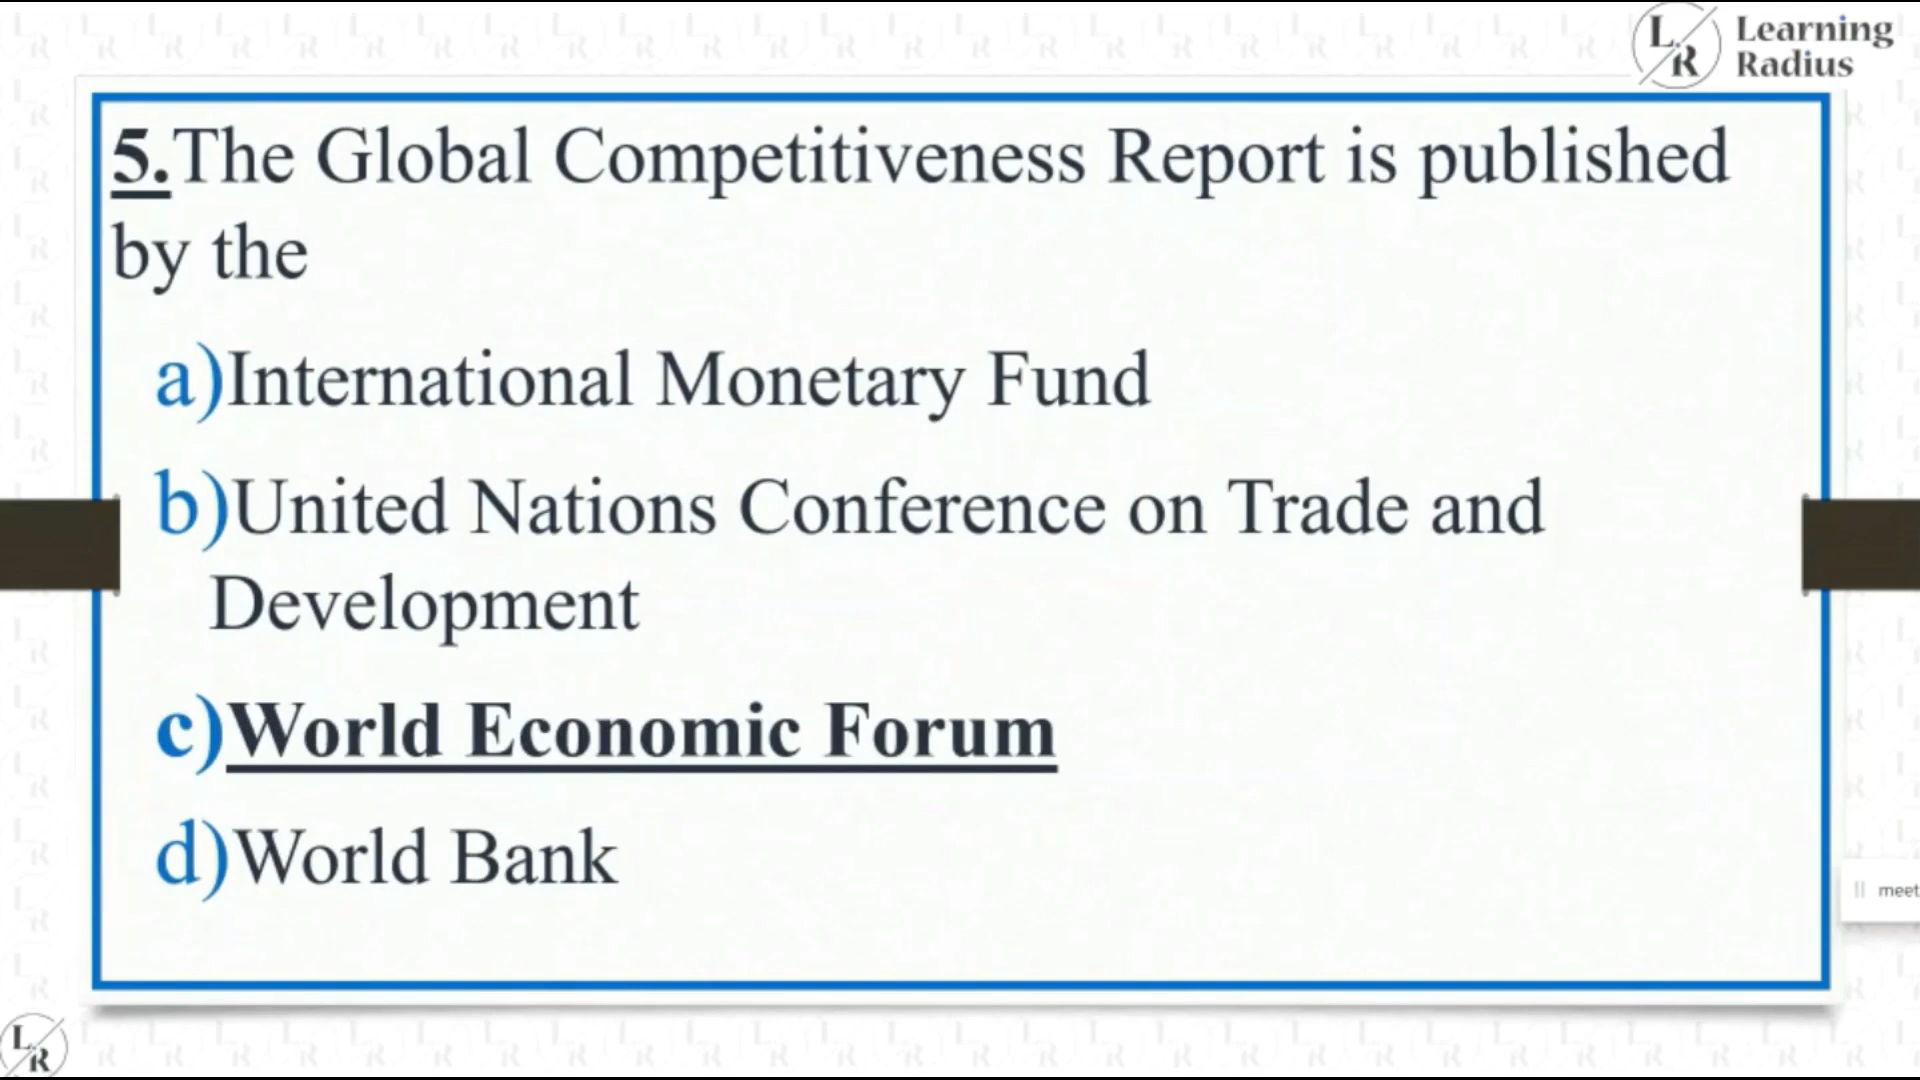 L R
Learning
Radius
5.The Global Competitiveness Report is published
by the
a)International Monetary Fund
b)United Nations Conference on Trade and
Development
c)World Economic Forum
d)World Bank
|| meet
L R